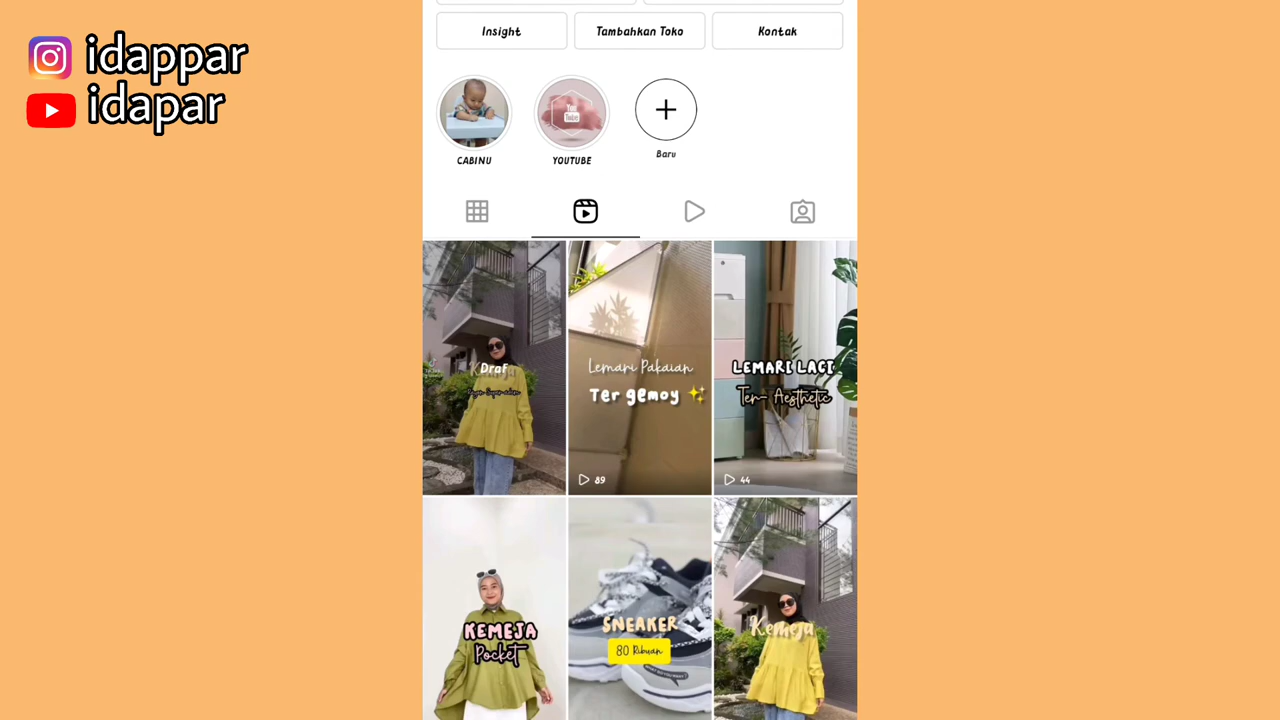 idappar
idapar
Insight
Tambahkan Toko
Kontak
CABINU
YOUTUBE
Baru
Draf
Lemari Pakaian
Ter gemoy
89
LEMARI LACI
Ter- Aesthetic
44
KEMEJA
Pocket
SNEAKER
80 Ribuan
Kemeja